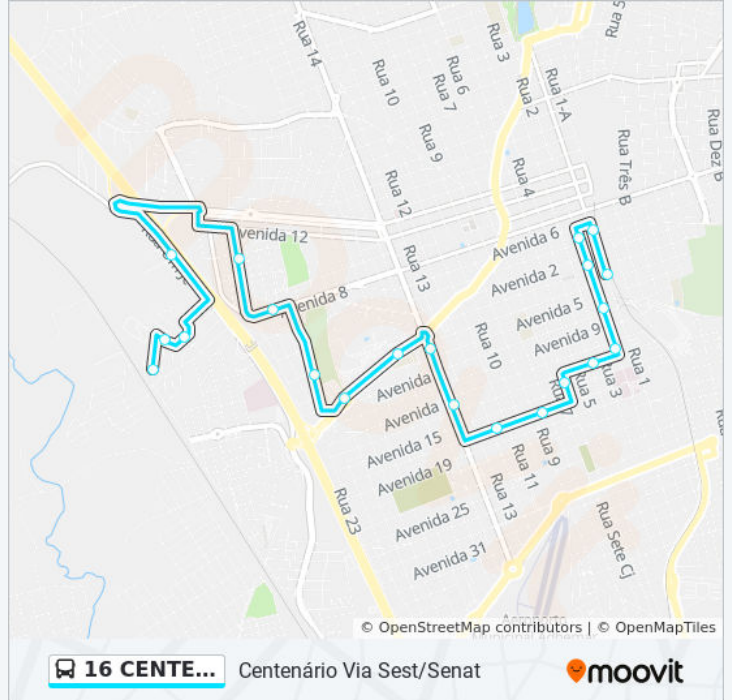 Rua 14
Rua 3
Rua 6
Rua 7
Rua 10
Rua 2
Rua 1-A
Rua 9
Rua Três B
Rua Dez B
Rua 4
Rua 12
Avenida 6
venida 12
Rua 13
Avenida 2
enida 8
Avenida 5
Avenida 9
Rua 10
Rua 1
Rua 3
Rua 5
Avenida
Avenida
Avenida 15
Rua 9
Rua 11
Avenida 19
Rua 13
Rua 23
Avenida 25
Rua Sete Cj
Avenida 31
© OpenStreetMap contributors | © OpenMapTiles
16 CENTE...
Centenário Via Sest/Senat
moovit